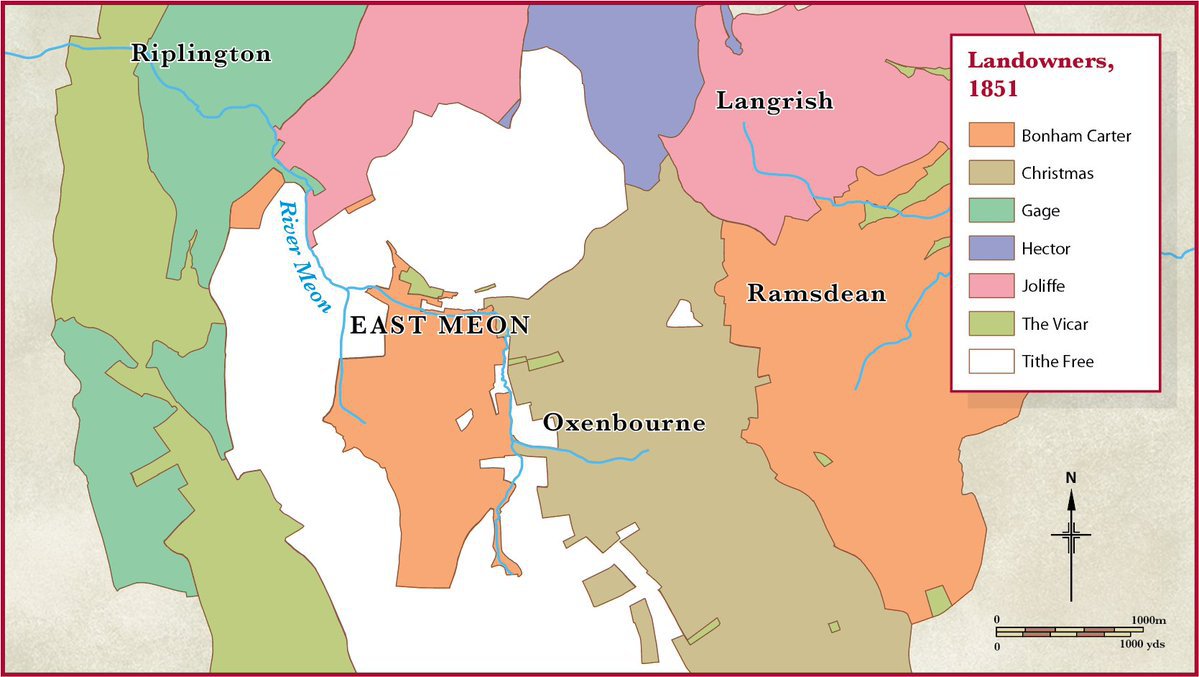 Riplington
Langrish
River Meon
Ramsdean
EAST MEON
Oxenbourne
Landowners,
1851
Bonham Carter
Christmas
Gage
Hector
Joliffe
The Vicar
Tithe Free
N
0 1000m
0 1000 yds